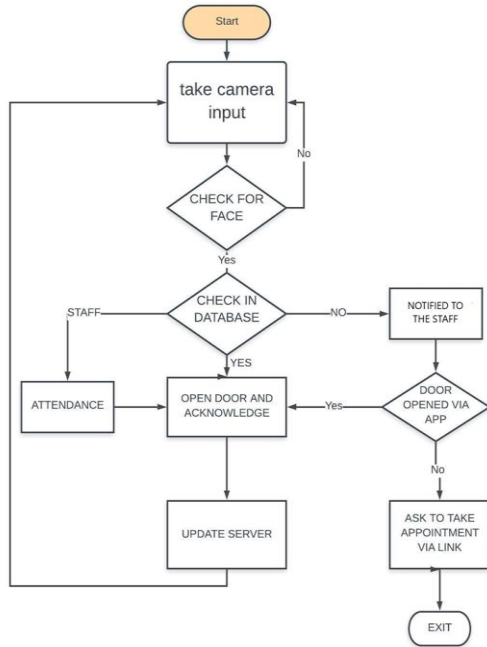 Start
take camera
input
No
CHECK FOR
FACE
Yes
CHECK IN
DATABASE
STAFF
NO
NOTIFIED TO
THE STAFF
YES
ATTENDANCE
OPEN DOOR AND
ACKNOWLEDGE
Yes
DOOR
OPENED VIA
APP
No
UPDATE SERVER
ASK TO TAKE
APPOINTMENT
VIA LINK
EXIT